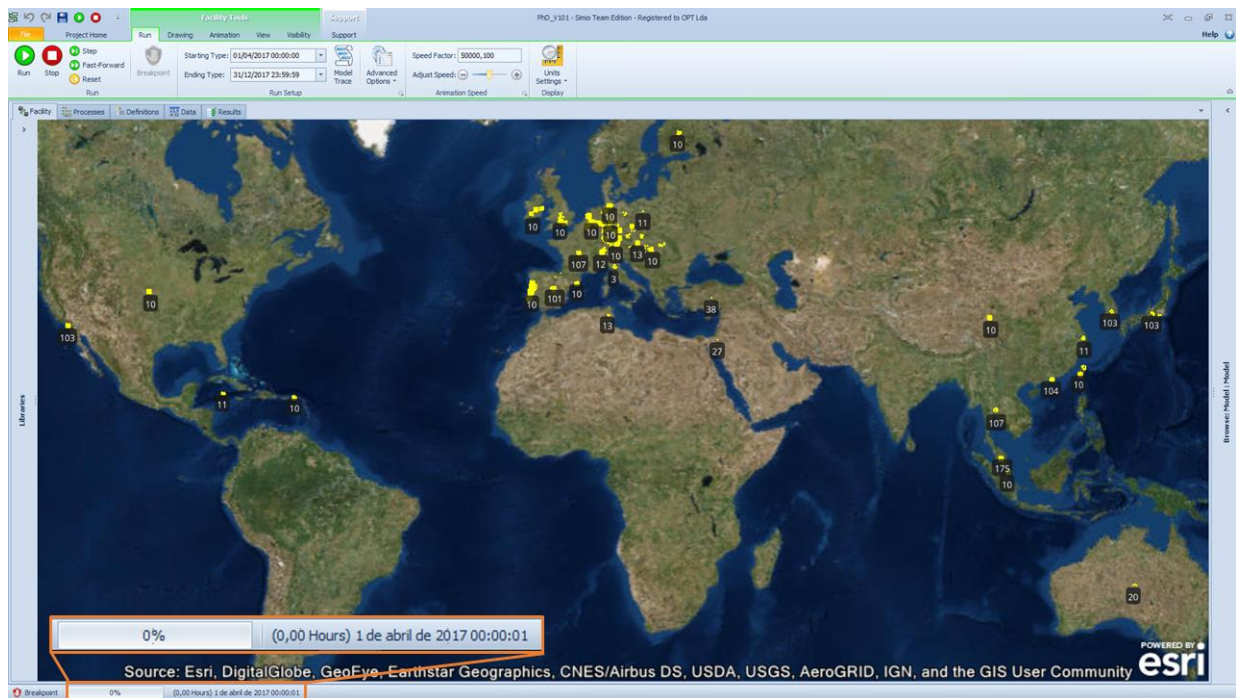 Facility Tools
Support
PhD_V101 - Simio Team Edition - Registered to OPT Lda
File
Project Home
Run
Drawing
Animation
View
Visibility
Support
Help
Run
Stop
Step
Fast-Forward
Reset
Breakpoint
Starting Type: 01/04/2017 00:00:00
Ending Type: 31/12/2017 23:59:59
Model Trace
Advanced Options
Speed Factor: 50000,100
Adjust Speed:
Units Settings
Run
Run Setup
Animation Speed
Display
Facility
Processes
Definitions
Data
Results
Libraries
Browse: Model : Model
10
10
10
10
10
11
10
10
13
10
107
12
3
10
101
10
38
13
27
10
103
11
10
10
103
103
11
104
10
107
175
10
20
0%
(0,00 Hours) 1 de abril de 2017 00:00:01
POWERED BY
esri
Source: Esri, DigitalGlobe, GeoEye, Earthstar Geographics, CNES/Airbus DS, USDA, USGS, AeroGRID, IGN, and the GIS User Community
Breakpoint
0%
(0,00 Hours) 1 de abril de 2017 00:00:01